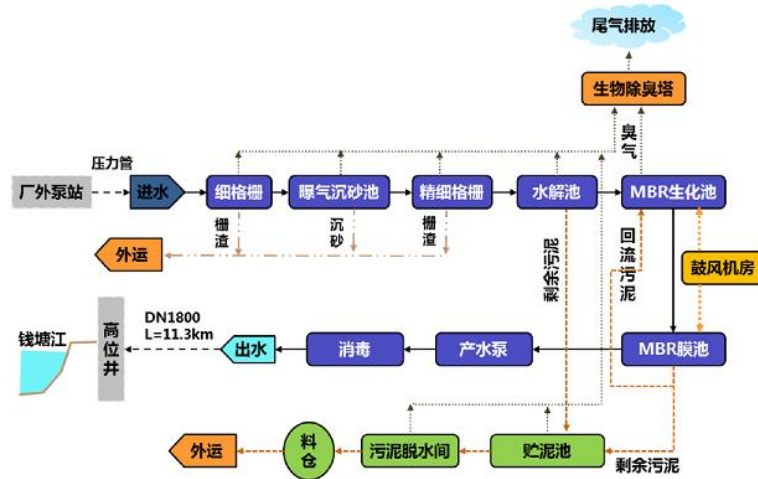 尾气排放
生物除臭塔
臭气
压力管
厂外泵站
进水
细格栅
曝气沉砂池
精细格栅
水解池
MBR生化池
栅渣
沉砂
栅渣
外运
剩余污泥
回流污泥
鼓风机房
DN1800
L=11.3km
钱塘江
高位井
出水
消毒
产水泵
MBR膜池
外运
料仓
污泥脱水间
贮泥池
剩余污泥